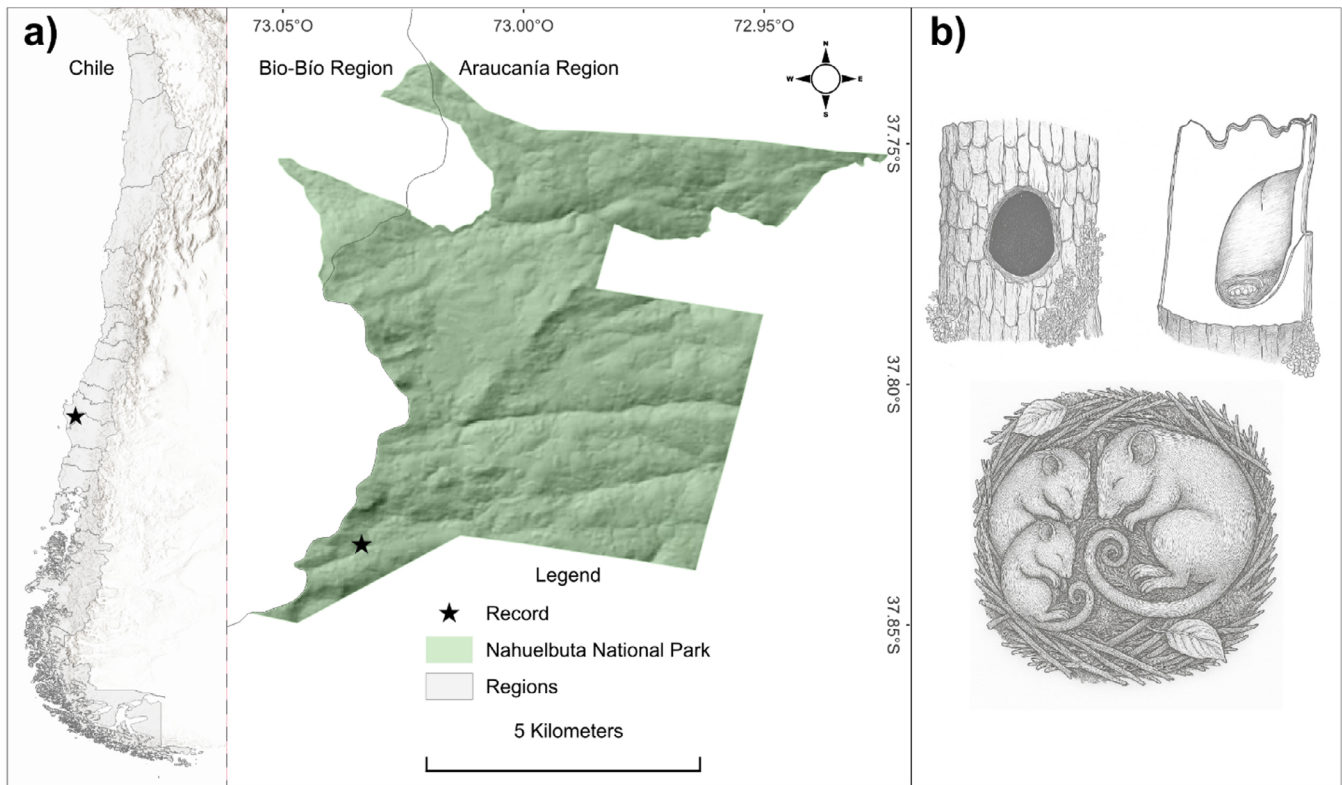 a)
Chile
73.05°O
73.00°O
72.95°O
Bio-Bío Region
Araucanía Region
N
W
E
S
37.75°S
37.80°S
37.85°S
Legend
Record
Nahuelbuta National Park
Regions
5 Kilometers
b)